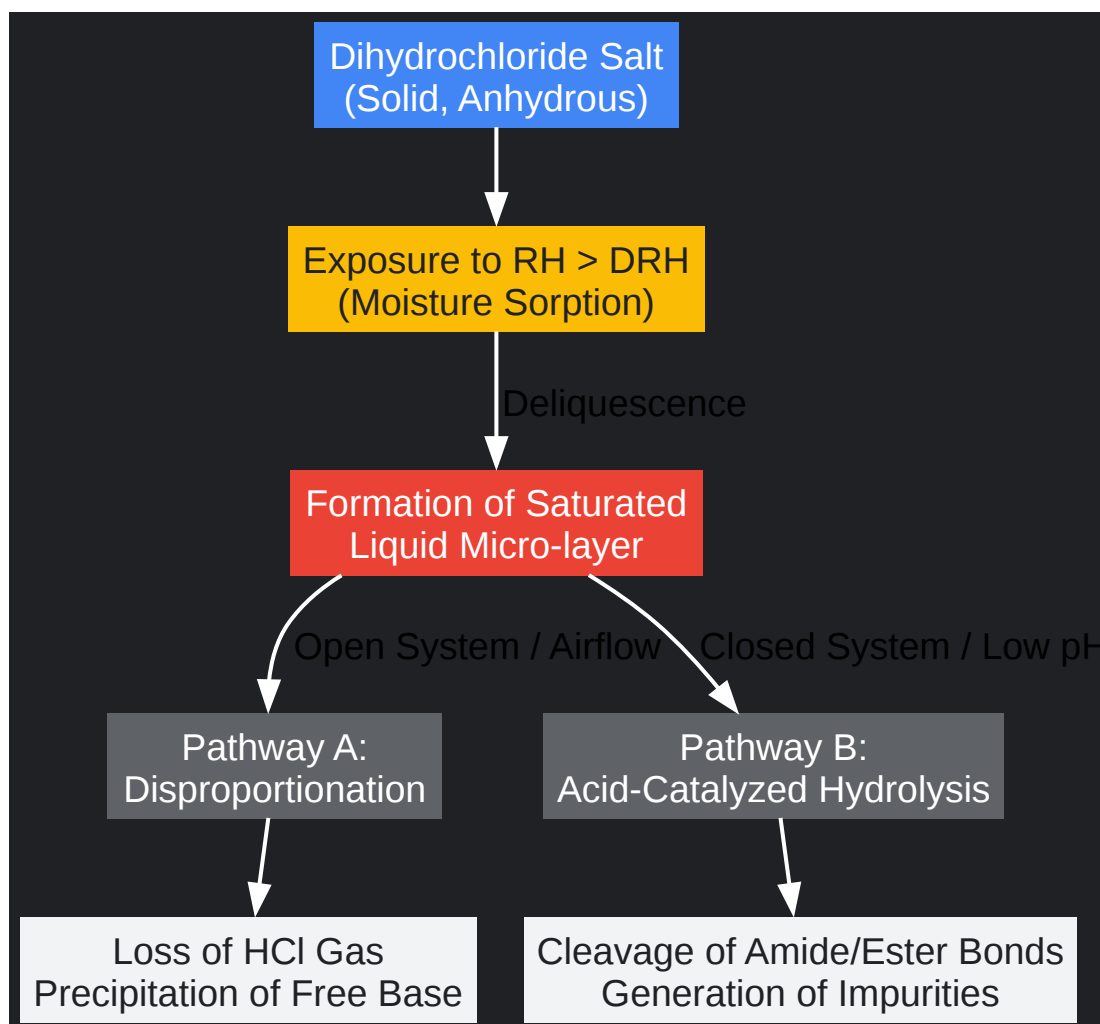 Dihydrochloride Salt
(Solid, Anhydrous)
Exposure to RH > DRH
(Moisture Sorption)
Deliquescence
Formation of Saturated
Liquid Micro-layer
Open System / Airflow
Closed System / Low pH
Pathway A:
Disproportionation
Pathway B:
Acid-Catalyzed Hydrolysis
Loss of HCl Gas
Precipitation of Free Base
Cleavage of Amide/Ester Bonds
Generation of Impurities